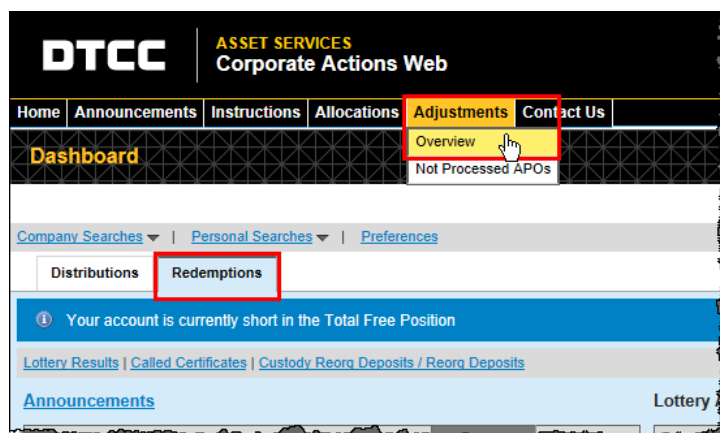 DTCC
ASSET SERVICES
Corporate Actions Web
Home Announcements Instructions Allocations Adjustments Contact Us
Overview
Dashboard
Not Processed APOs
Company Searches | Personal Searches | Preferences
Distributions Redemptions
Your account is currently short in the Total Free Position
Lottery Results | Called Certificates | Custody Reorg Deposits / Reorg Deposits
Announcements Lottery